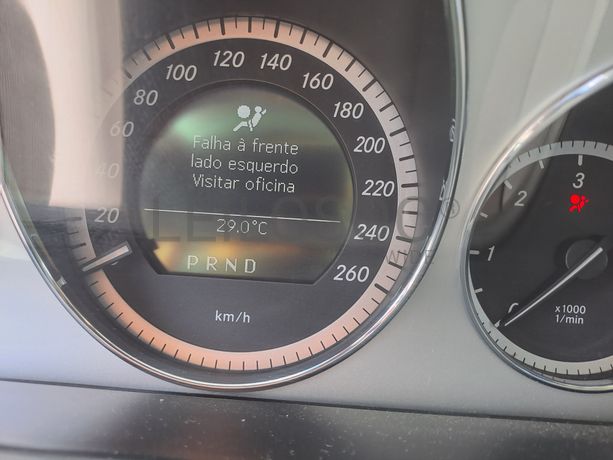 20
40
60
80
100
120
140
160
180
200
220
240
260
Falha à frente
lado esquerdo
Visitar oficina
29.0°C
P R N D
km/h
1
2
3
x1000
1/min